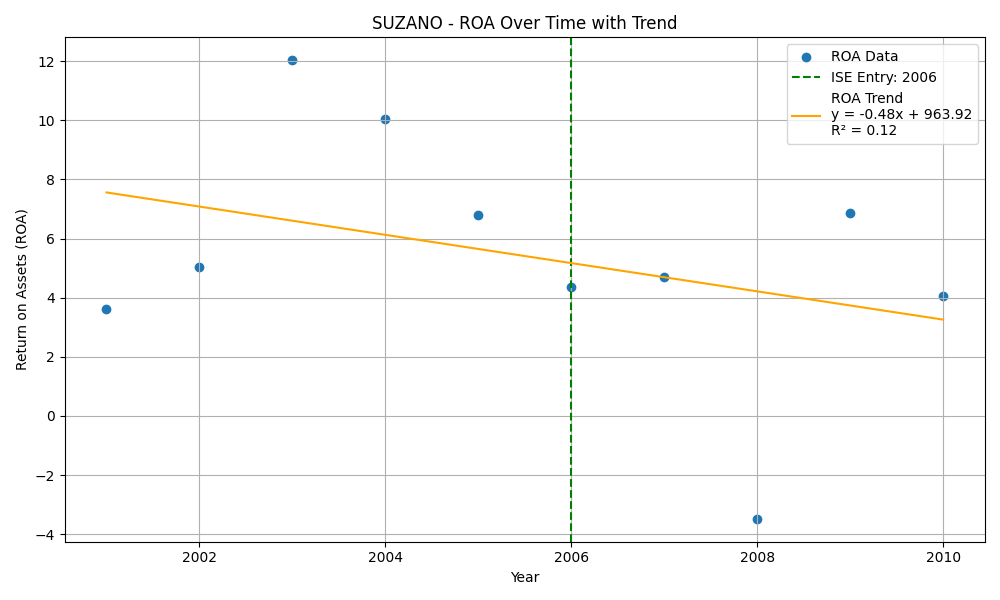 SUZANO - ROA Over Time with Trend
Return on Assets (ROA)
12
10
8
6
4
2
0
−2
−4
2002
2004
2006
2008
2010
Year
ROA Data
ISE Entry: 2006
ROA Trend
y = -0.48x + 963.92
R² = 0.12